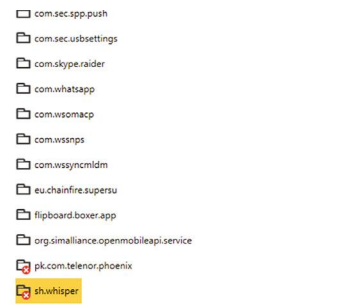 com.sec.spp.push
com.sec.usbsettings
com.skype.raider
com.whatsapp
com.wsomacp
com.wssnps
com.wssyncmldm
eu.chainfire.supersu
flipboard.boxer.app
org.simalliance.openmobileapi.service
pk.com.telenor.phoenix
sh.whisper